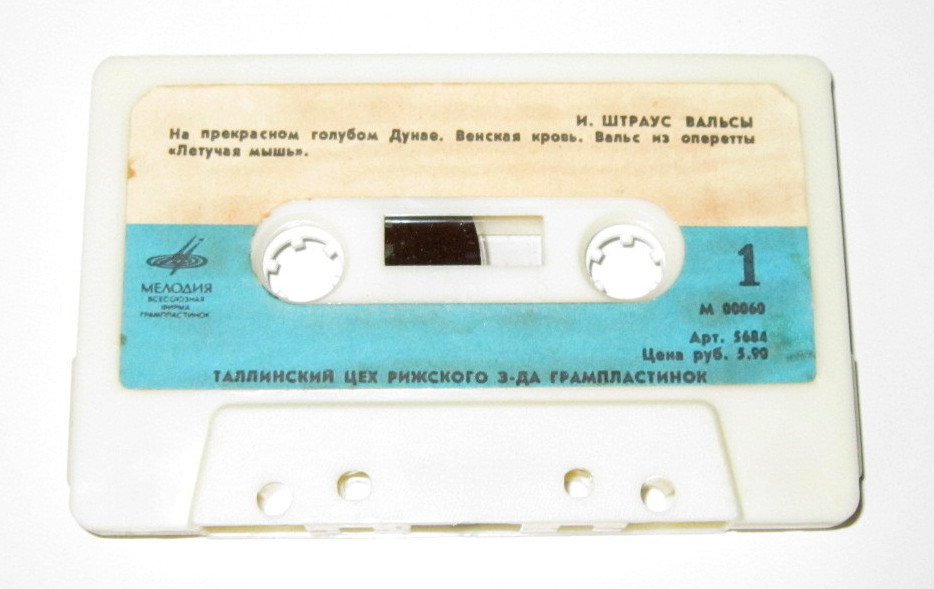 И. ШТРАУС ВАЛЬСЫ
На прекрасном голубом Дунае. Венская кровь. Вальс из оперетты
«Летучая мышь».
МЕЛОДИЯ
ВСЕСОЮЗНАЯ
ФИРМА
ГРАМПЛАСТИНОК
1
М 00060
Арт. 5684
Цена руб. 5.90
ТАЛЛИНСКИЙ ЦЕХ РИЖСКОГО З-ДА ГРАМПЛАСТИНОК